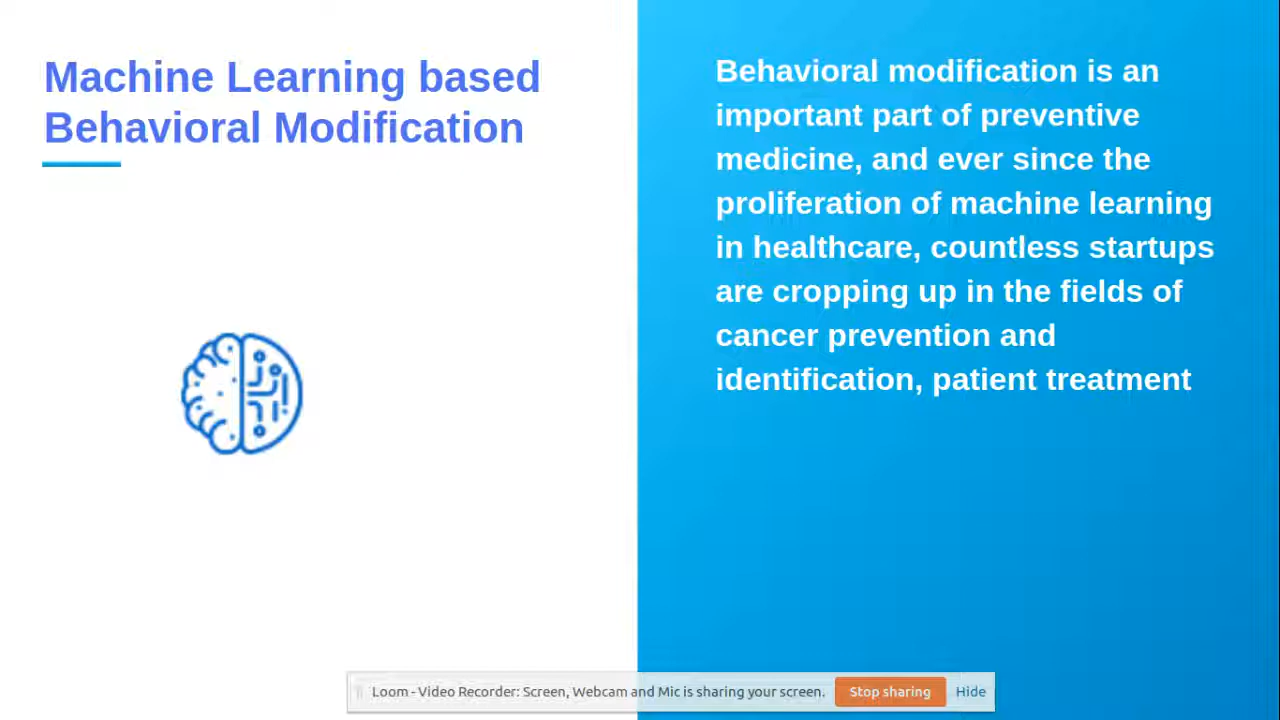 Machine Learning based
Behavioral Modification
Behavioral modification is an
important part of preventive
medicine, and ever since the
proliferation of machine learning
in healthcare, countless startups
are cropping up in the fields of
cancer prevention and
identification, patient treatment
Loom - Video Recorder: Screen, Webcam and Mic is sharing your screen. Stop sharing Hide